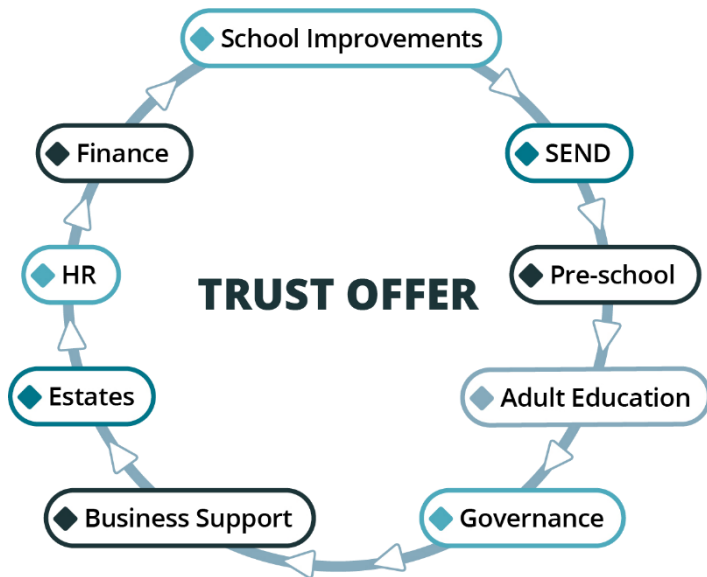 School Improvements
Finance
SEND
HR
Pre-school
TRUST OFFER
Estates
Adult Education
Business Support
Governance